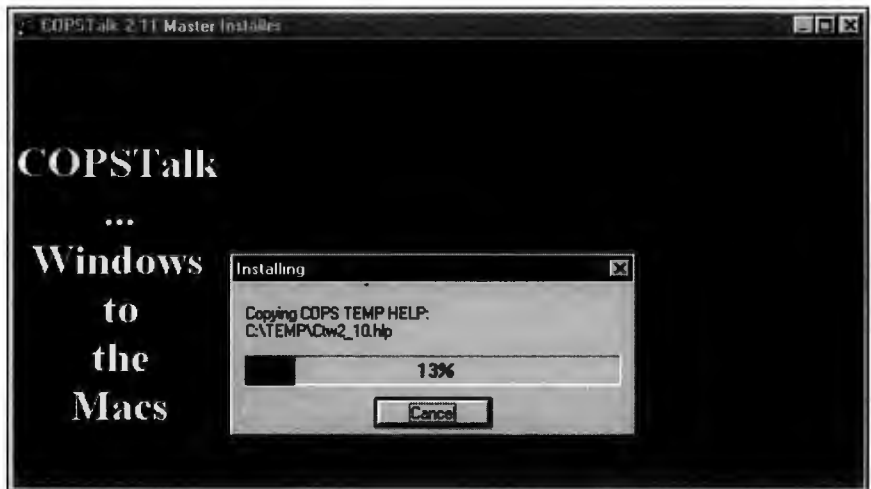 COPSTalk 2.11 Master Installer
COPSTalk
...
Windows
to
the
Macs
Installing
Copying COPS TEMP HELP:
C:\TEMP\Ctw2_10.hlp
13%
Cancel